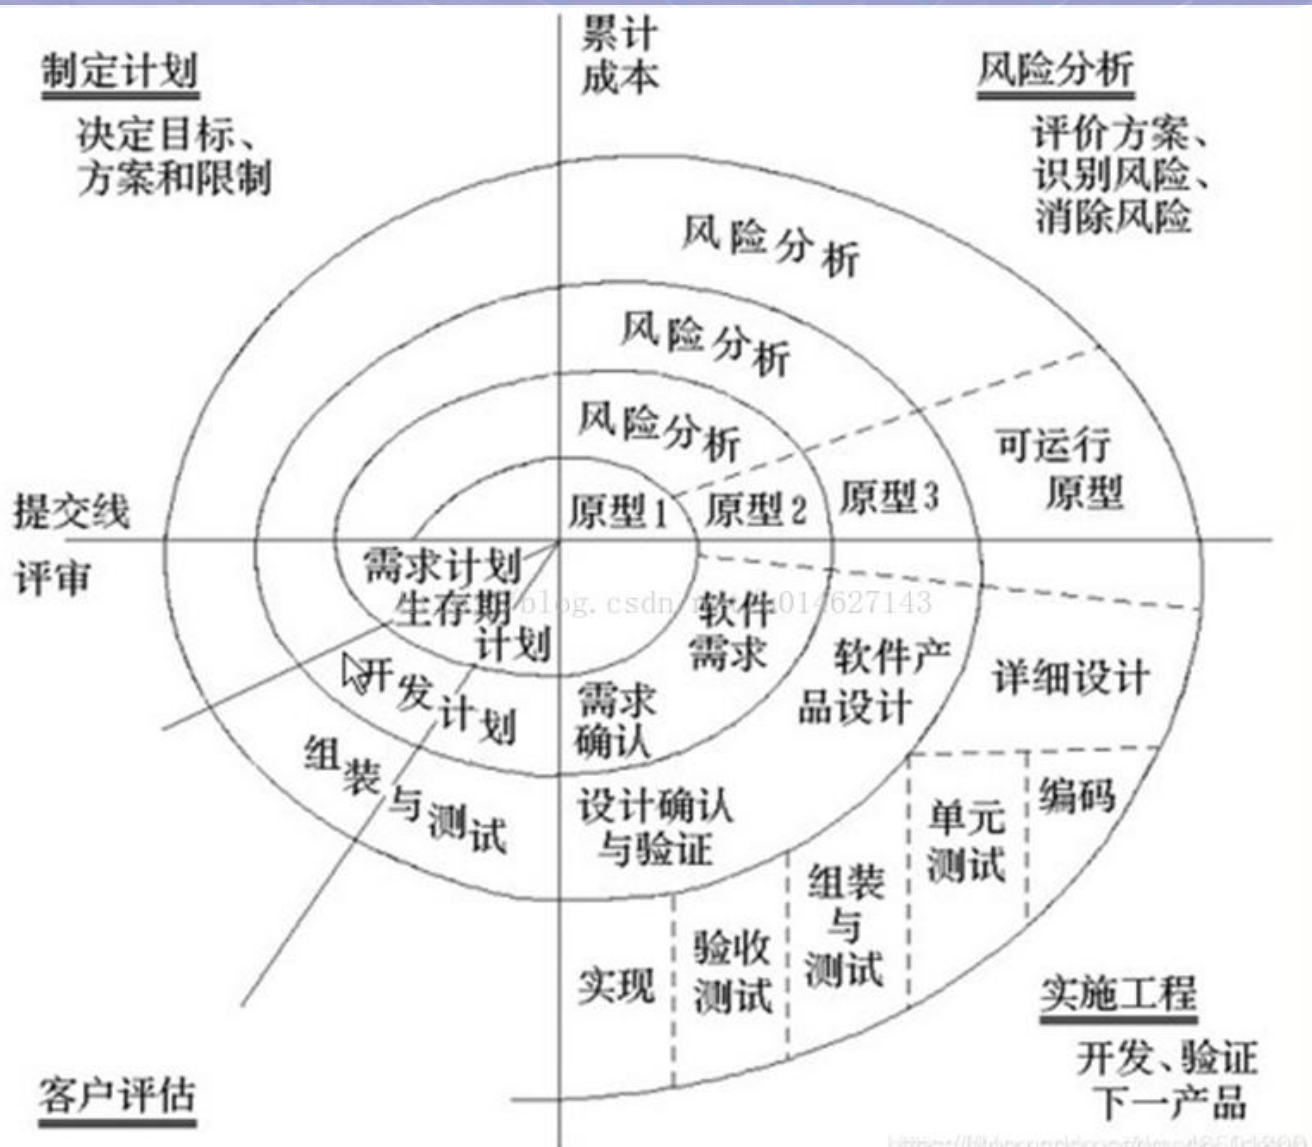 累计
成本
制定计划
决定目标、
方案和限制
风险分析
评价方案、
识别风险、
消除风险
风险分析
风险分析
风险分析
可运行
原型
原型1
原型2
原型3
提交线
评审
需求计划
生存期
计划
blog.csdn
014627143
软件
需求
开发计划
需求
确认
软件产
品设计
详细设计
组装与测试
设计确认
与验证
单元
测试
编码
组装
与
测试
验收
测试
实现
实施工程
开发、验证
下一产品
客户评估